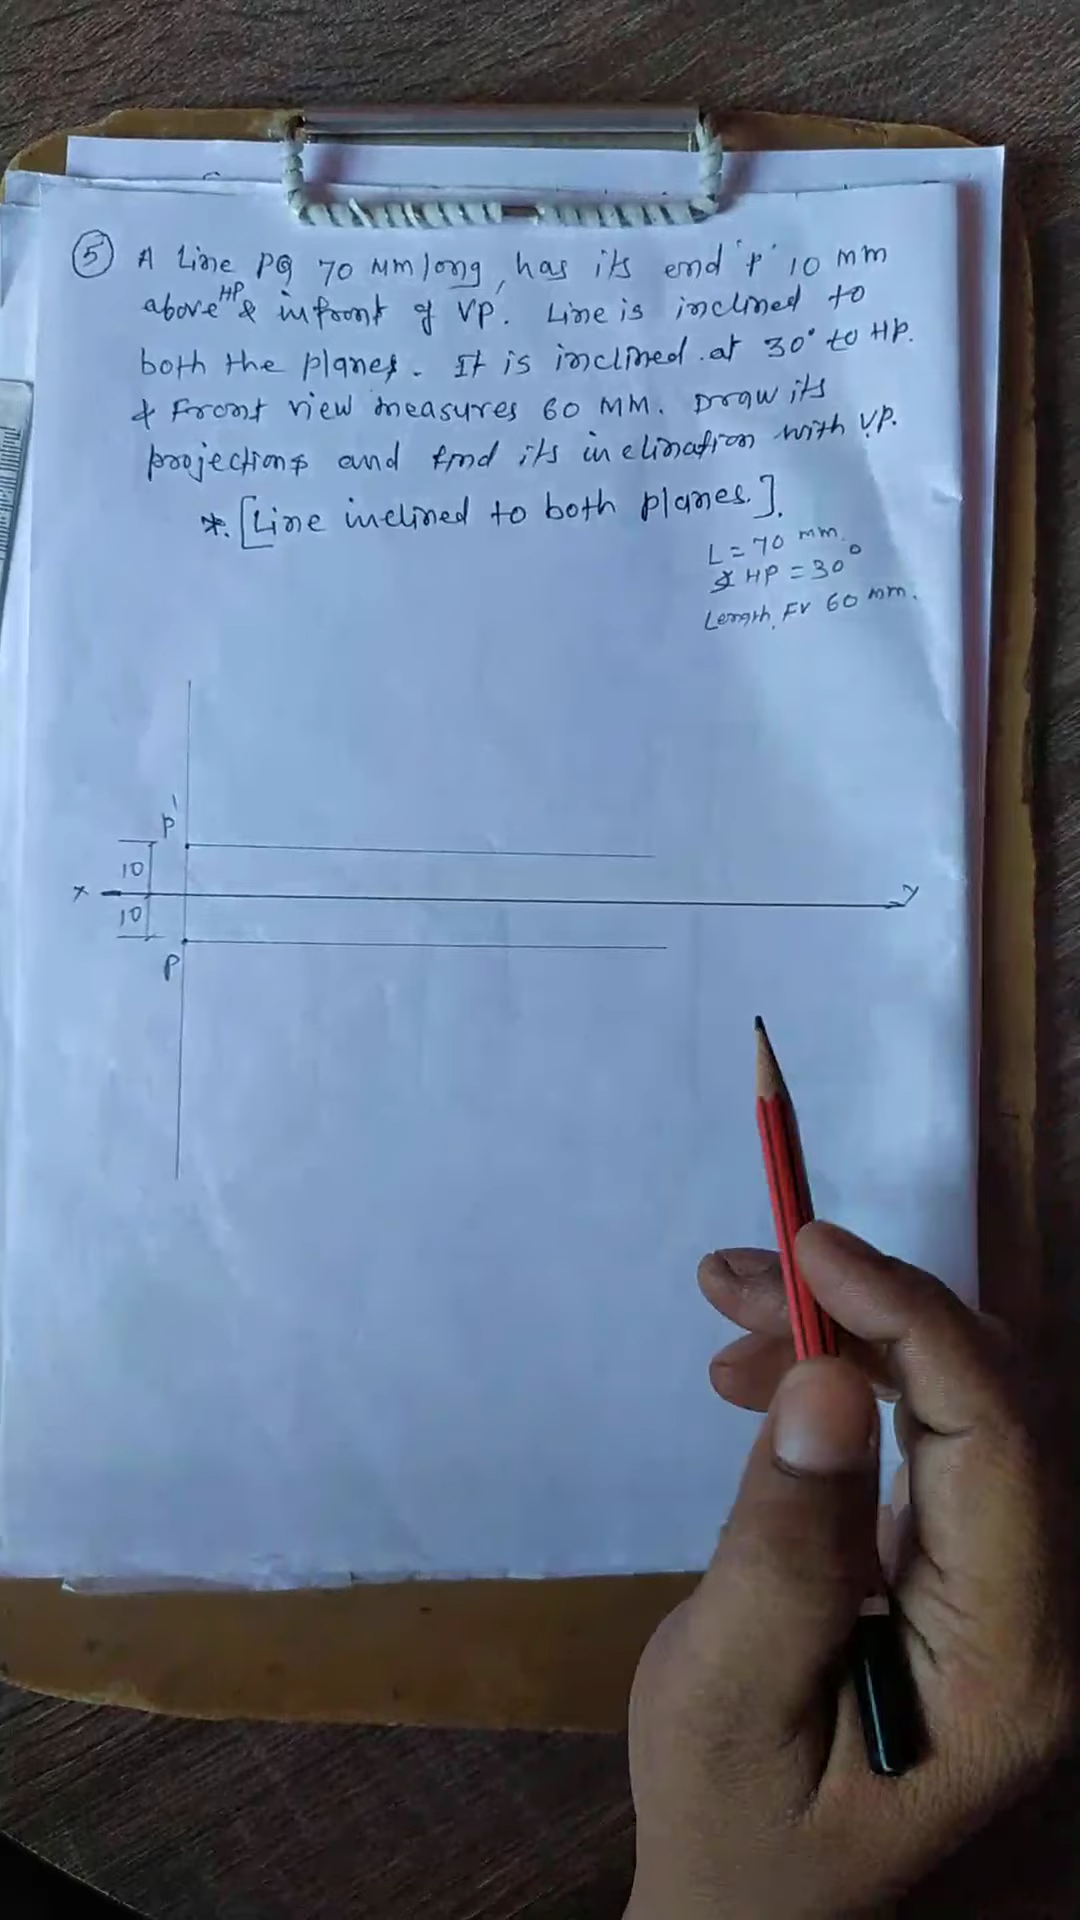 5 A Line PQ 70 MM long, has its end 'P' 10 MM
above HP & infront of VP. Line is inclined to
both the planes. It is inclined at 30° to HP.
& Front view measures 60 MM. Draw its
projections and find its inclination with VP.
*. [Line inclined to both planes.].
L = 70 mm.
∠ HP = 30°
Length FV 60 mm.
P'
10
X Y
10
P